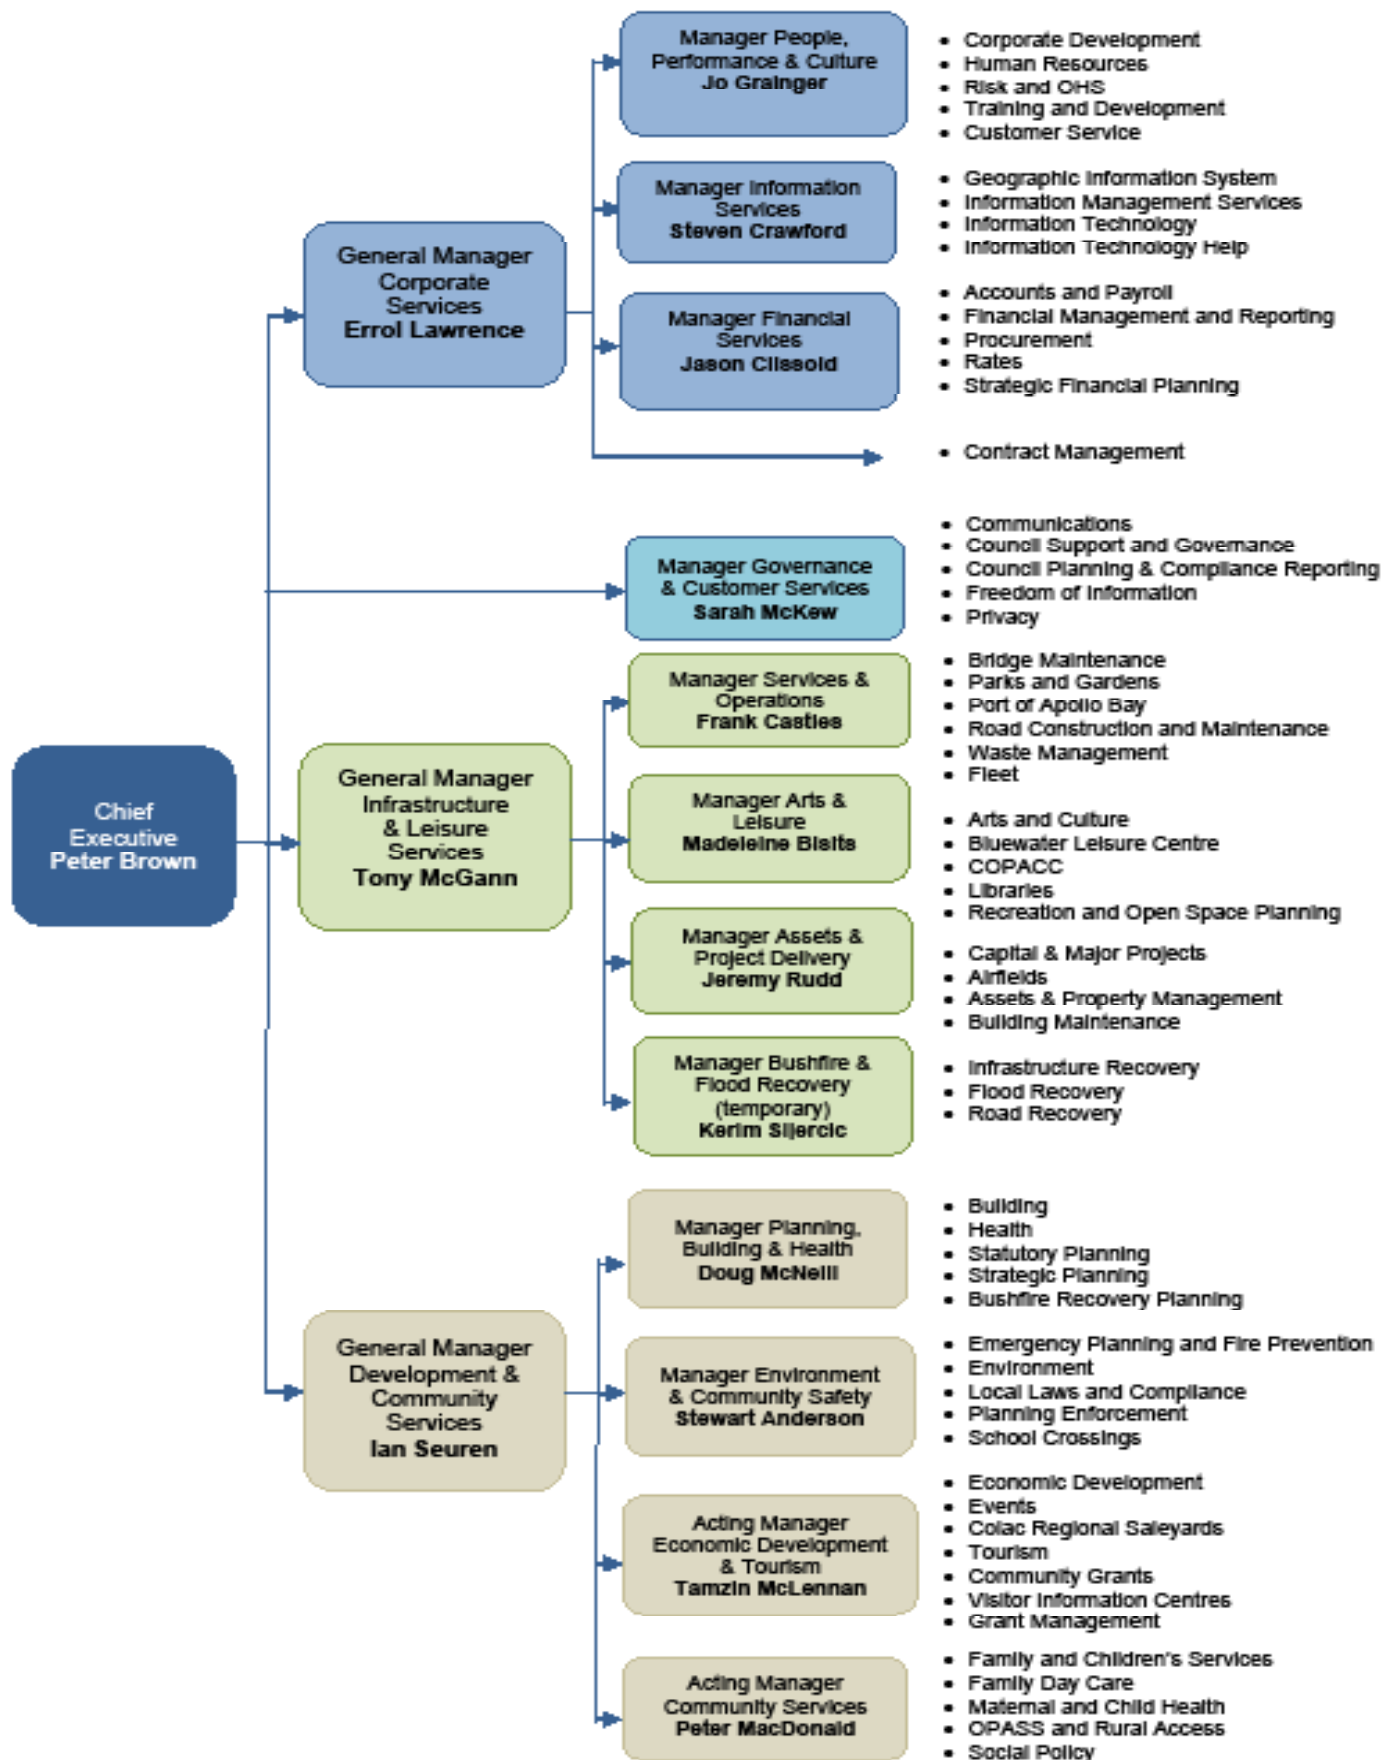 Manager People,
Performance & Culture
Jo Grainger
• Corporate Development
• Human Resources
• Risk and OHS
• Training and Development
• Customer Service
Manager Information
Services
Steven Crawford
• Geographic Information System
• Information Management Services
• Information Technology
• Information Technology Help
General Manager
Corporate
Services
Errol Lawrence
Manager Financial
Services
Jason Clissold
• Accounts and Payroll
• Financial Management and Reporting
• Procurement
• Rates
• Strategic Financial Planning
• Contract Management
Manager Governance
& Customer Services
Sarah McKew
• Communications
• Council Support and Governance
• Council Planning & Compliance Reporting
• Freedom of Information
• Privacy
Manager Services &
Operations
Frank Castles
• Bridge Maintenance
• Parks and Gardens
• Port of Apollo Bay
• Road Construction and Maintenance
• Waste Management
• Fleet
Chief
Executive
Peter Brown
General Manager
Infrastructure
& Leisure
Services
Tony McGann
Manager Arts &
Leisure
Madeleine Bisits
• Arts and Culture
• Bluewater Leisure Centre
• COPACC
• Libraries
• Recreation and Open Space Planning
Manager Assets &
Project Delivery
Jeremy Rudd
• Capital & Major Projects
• Airfields
• Assets & Property Management
• Building Maintenance
Manager Bushfire &
Flood Recovery
(temporary)
Kerim Sijercic
• Infrastructure Recovery
• Flood Recovery
• Road Recovery
Manager Planning,
Building & Health
Doug McNeill
• Building
• Health
• Statutory Planning
• Strategic Planning
• Bushfire Recovery Planning
General Manager
Development &
Community
Services
Ian Seuren
Manager Environment
& Community Safety
Stewart Anderson
• Emergency Planning and Fire Prevention
• Environment
• Local Laws and Compliance
• Planning Enforcement
• School Crossings
Acting Manager
Economic Development
& Tourism
Tamzin McLennan
• Economic Development
• Events
• Colac Regional Saleyards
• Tourism
• Community Grants
• Visitor Information Centres
• Grant Management
Acting Manager
Community Services
Peter MacDonald
• Family and Children's Services
• Family Day Care
• Maternal and Child Health
• OPASS and Rural Access
• Social Policy